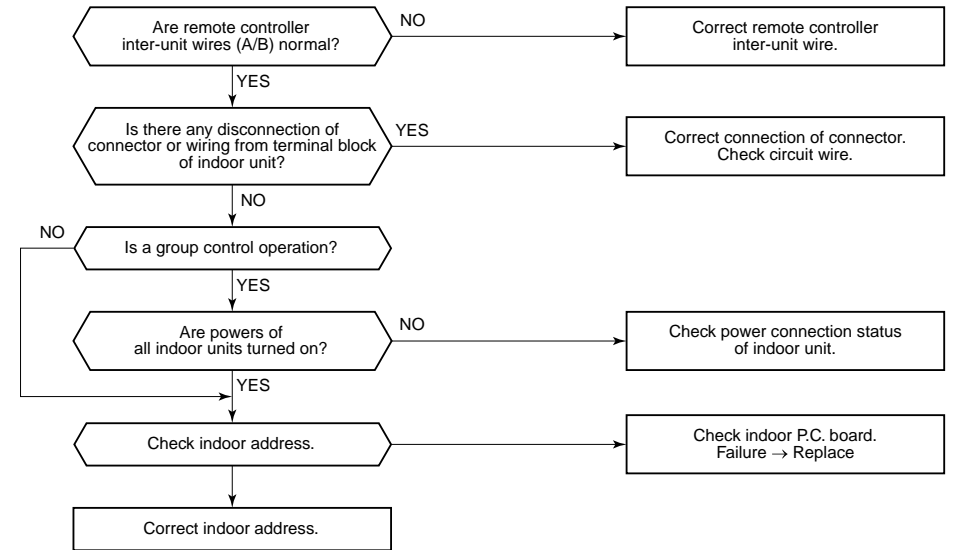 Are remote controller
inter-unit wires (A/B) normal?
NO
Correct remote controller
inter-unit wire.
YES
Is there any disconnection of
connector or wiring from terminal block
of indoor unit?
YES
Correct connection of connector.
Check circuit wire.
NO
NO
Is a group control operation?
YES
Are powers of
all indoor units turned on?
NO
Check power connection status
of indoor unit.
YES
Check indoor address.
Check indoor P.C. board.
Failure → Replace
Correct indoor address.